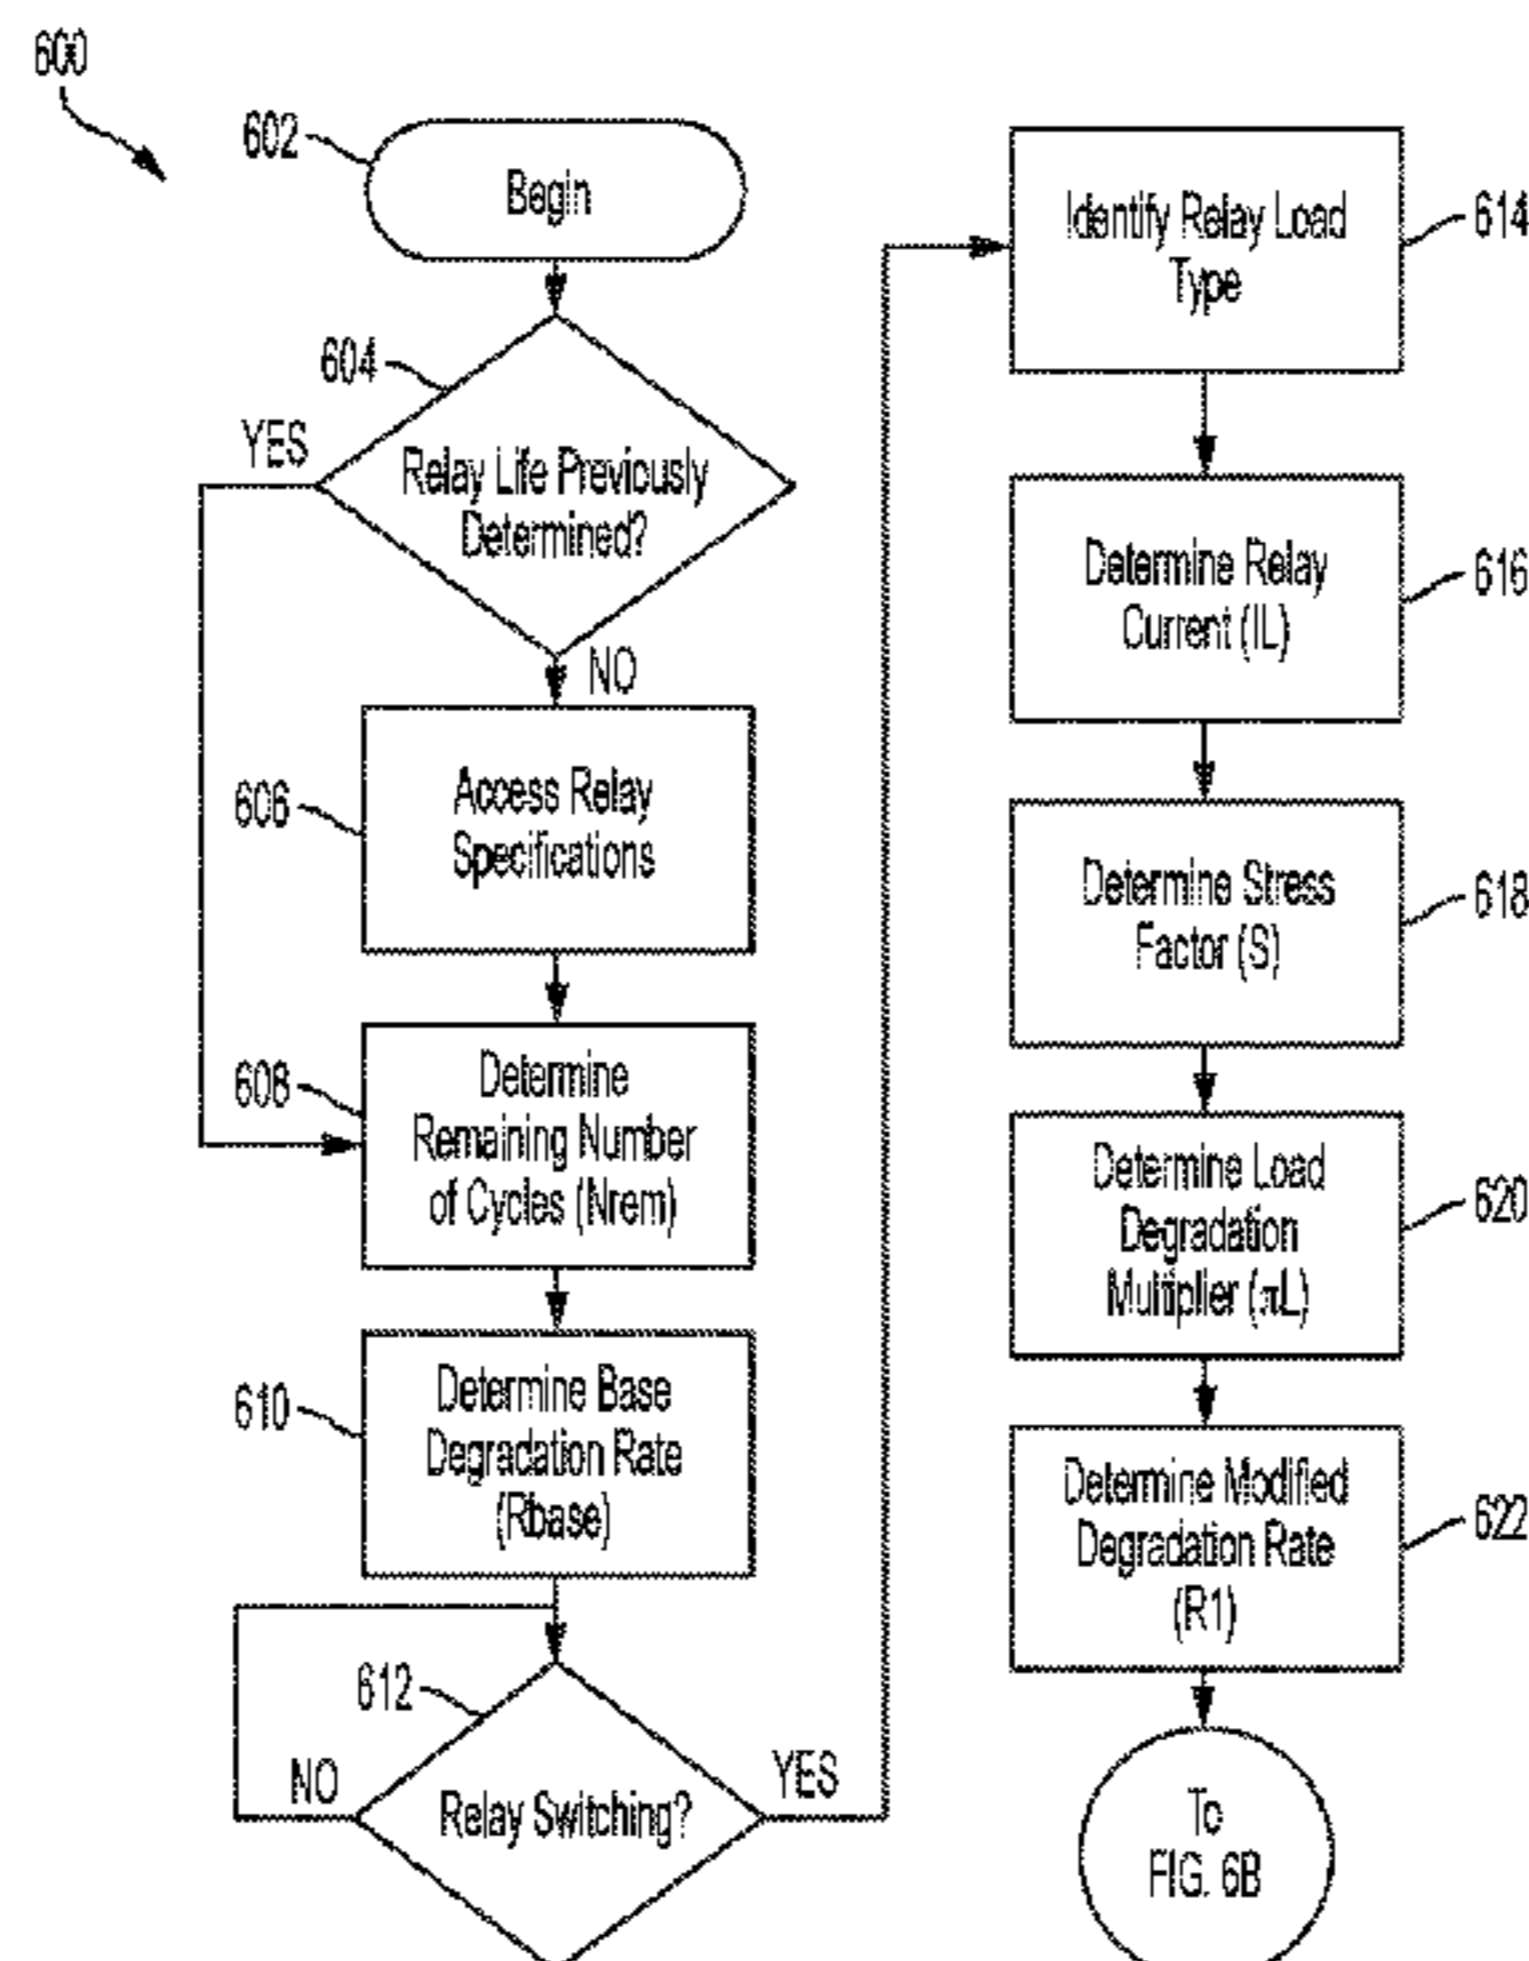 600
602
Begin
604
YES
Relay Life Previously
Determined?
NO
606
Access Relay
Specifications
608
Determine
Remaining Number
of Cycles (Nrem)
610
Determine Base
Degradation Rate
(Rbase)
612
NO
Relay Switching?
YES
Identify Relay Load
Type
614
Determine Relay
Current (IL)
616
Determine Stress
Factor (S)
618
Determine Load
Degradation
Multiplier (πL)
620
Determine Modified
Degradation Rate
(R1)
622
To
FIG. 6B